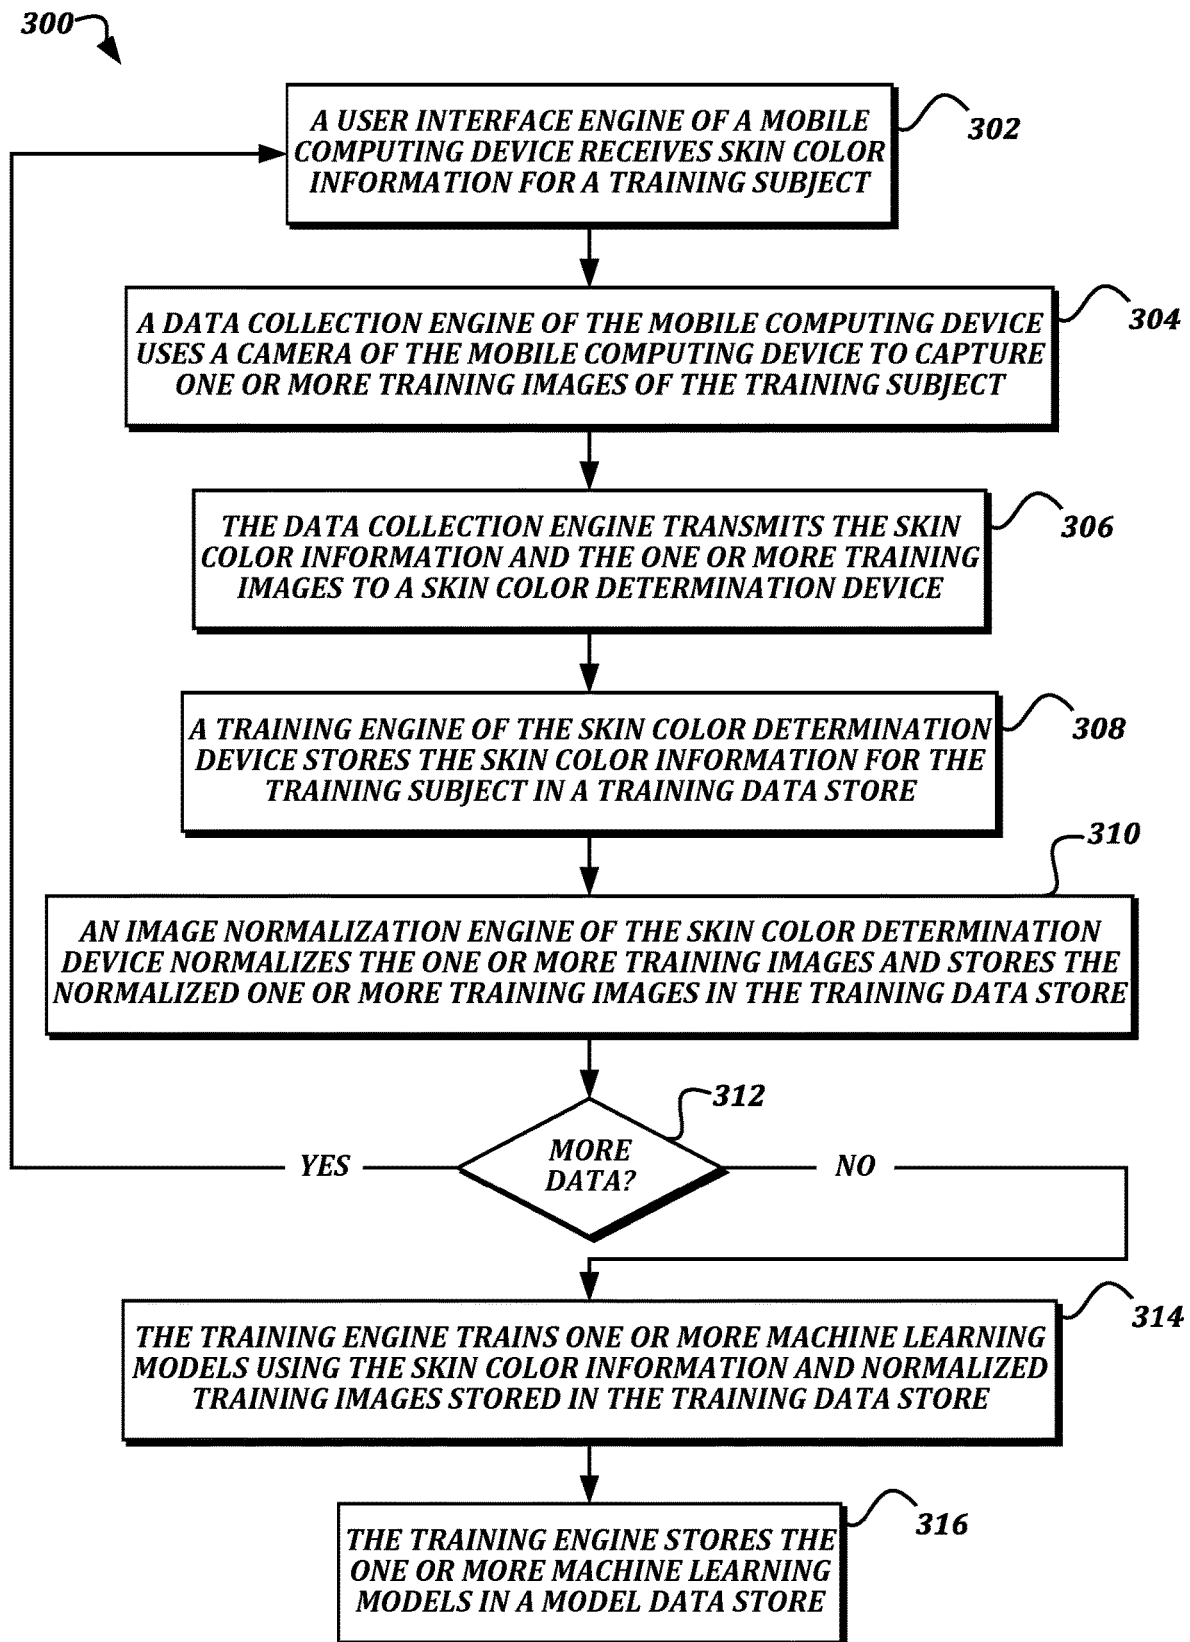 300
A USER INTERFACE ENGINE OF A MOBILE
COMPUTING DEVICE RECEIVES SKIN COLOR
INFORMATION FOR A TRAINING SUBJECT
302
A DATA COLLECTION ENGINE OF THE MOBILE COMPUTING DEVICE
USES A CAMERA OF THE MOBILE COMPUTING DEVICE TO CAPTURE
ONE OR MORE TRAINING IMAGES OF THE TRAINING SUBJECT
304
THE DATA COLLECTION ENGINE TRANSMITS THE SKIN
COLOR INFORMATION AND THE ONE OR MORE TRAINING
IMAGES TO A SKIN COLOR DETERMINATION DEVICE
306
A TRAINING ENGINE OF THE SKIN COLOR DETERMINATION
DEVICE STORES THE SKIN COLOR INFORMATION FOR THE
TRAINING SUBJECT IN A TRAINING DATA STORE
308
310
AN IMAGE NORMALIZATION ENGINE OF THE SKIN COLOR DETERMINATION
DEVICE NORMALIZES THE ONE OR MORE TRAINING IMAGES AND STORES THE
NORMALIZED ONE OR MORE TRAINING IMAGES IN THE TRAINING DATA STORE
312
MORE
DATA?
YES
NO
THE TRAINING ENGINE TRAINS ONE OR MORE MACHINE LEARNING
MODELS USING THE SKIN COLOR INFORMATION AND NORMALIZED
TRAINING IMAGES STORED IN THE TRAINING DATA STORE
314
THE TRAINING ENGINE STORES THE
ONE OR MORE MACHINE LEARNING
MODELS IN A MODEL DATA STORE
316